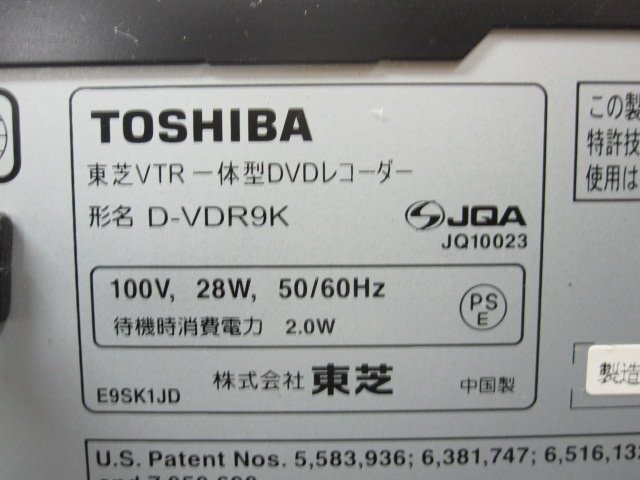 TOSHIBA
東芝VTR一体型DVDレコーダー
形名 D-VDR9K
JQA
JQ10023
100V, 28W, 50/60Hz
待機時消費電力 2.0W
PS
E
E9SK1JD
株式会社 東芝
中国製
この製
特許技
使用は
製造
U.S. Patent Nos. 5,583,936; 6,381,747; 6,516,132